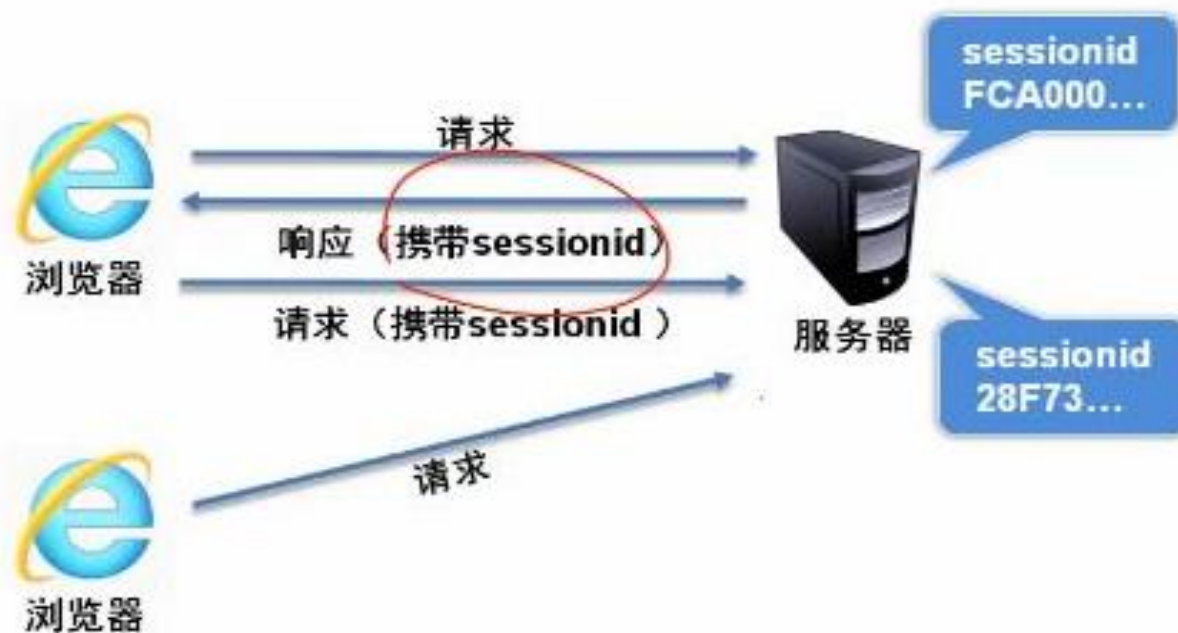 sessionid
FCA000...
请求
响应（携带sessionid）
浏览器
请求（携带sessionid ）
服务器
sessionid
28F73...
请求
浏览器